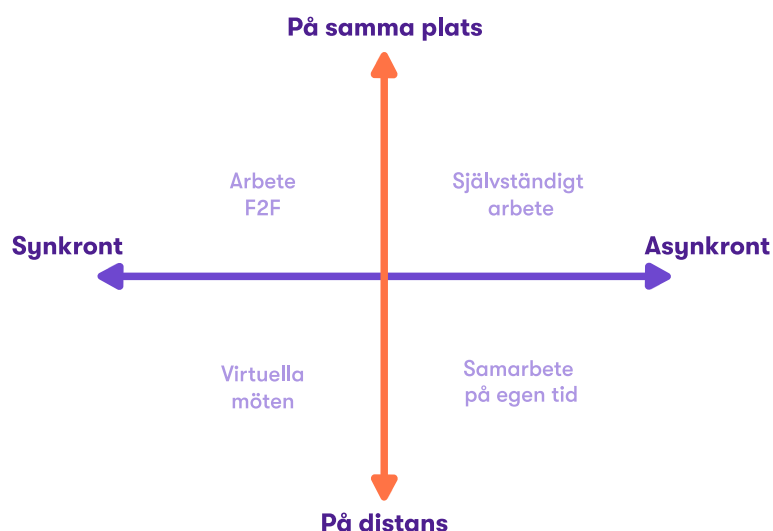 På samma plats
Arbete
F2F
Självständigt
arbete
Synkront
Asynkront
Virtuella
möten
Samarbete
på egen tid
På distans